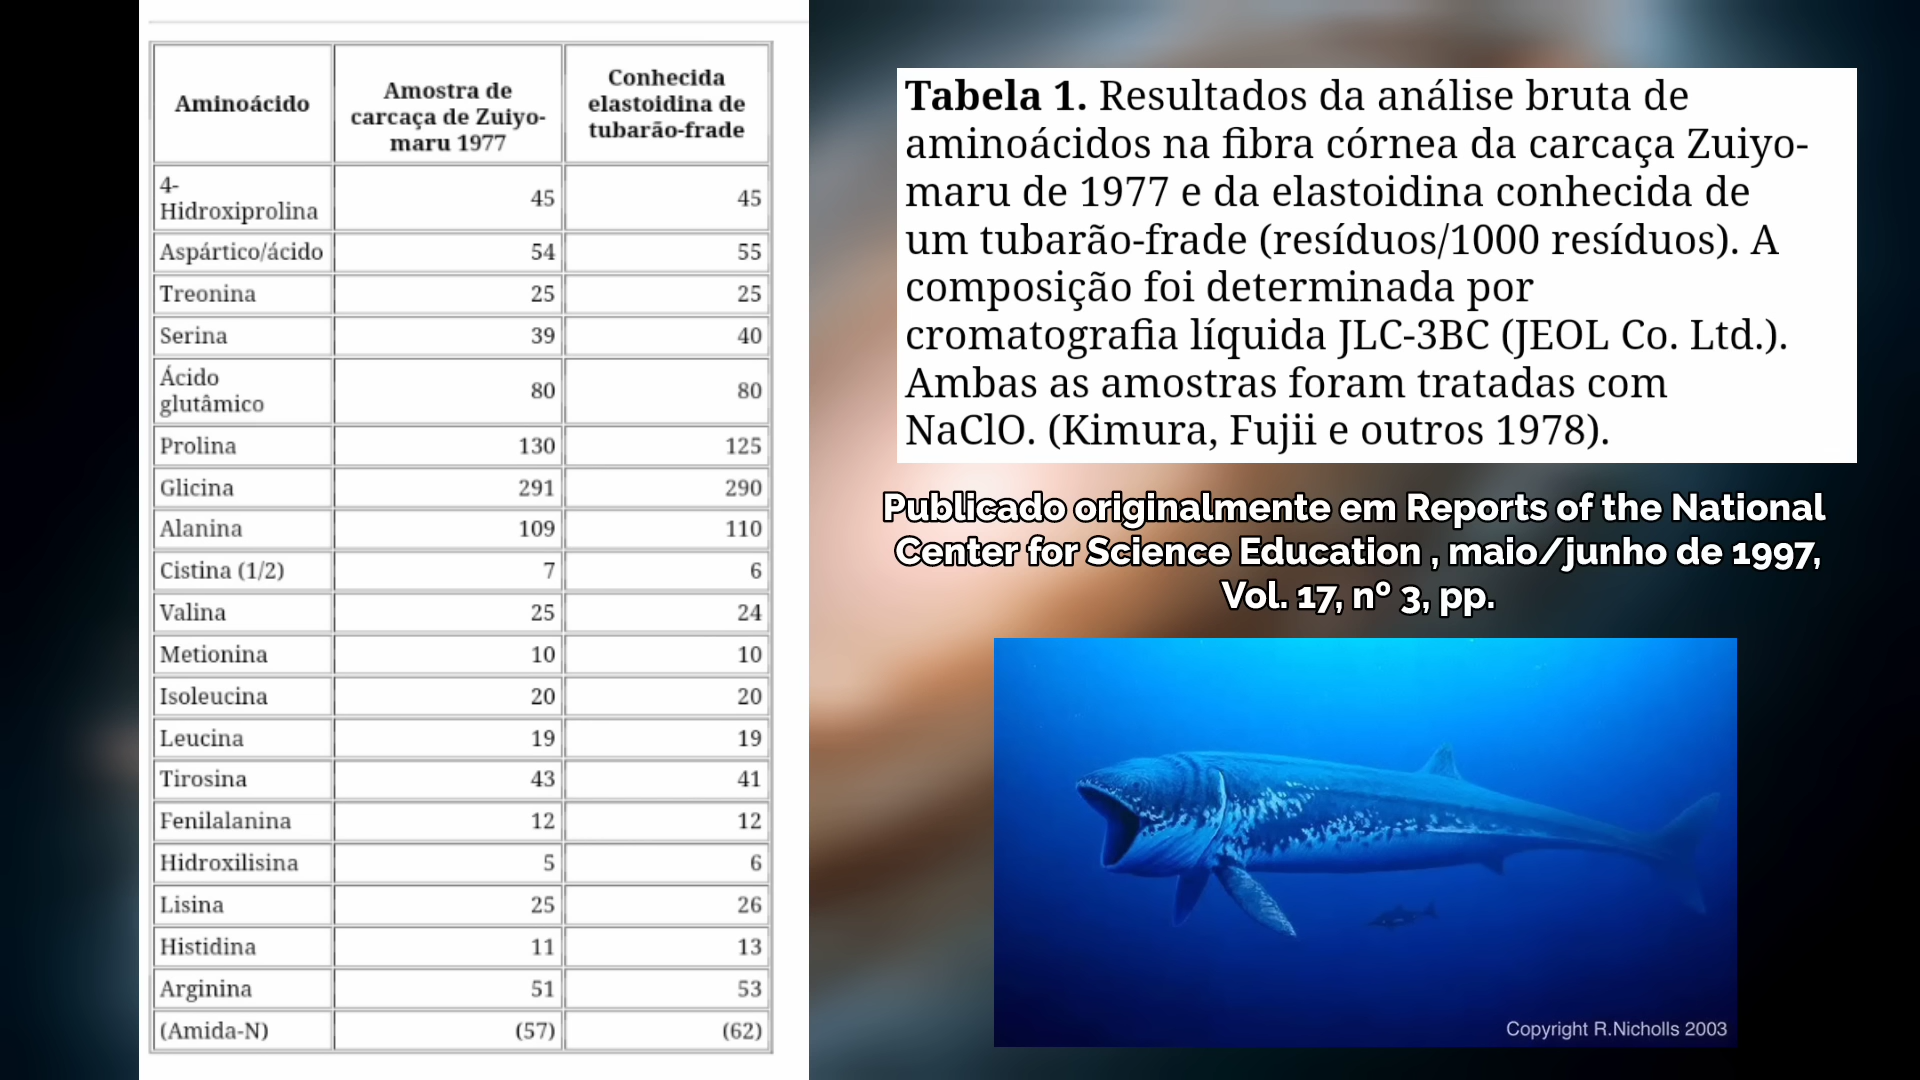 Aminoácido
Amostra de
carcaça de Zuiyo-
maru 1977
Conhecida
elastoidina de
tubarão-frade
4-
Hidroxiprolina 45 45
Aspártico/ácido 54 55
Treonina 25 25
Serina 39 40
Ácido
glutâmico 80 80
Prolina 130 125
Glicina 291 290
Alanina 109 110
Cistina (1/2) 7 6
Valina 25 24
Metionina 10 10
Isoleucina 20 20
Leucina 19 19
Tirosina 43 41
Fenilalanina 12 12
Hidroxilisina 5 6
Lisina 25 26
Histidina 11 13
Arginina 51 53
(Amida-N) (57) (62)
Tabela 1. Resultados da análise bruta de
aminoácidos na fibra córnea da carcaça Zuiyo-
maru de 1977 e da elastoidina conhecida de
um tubarão-frade (resíduos/1000 resíduos). A
composição foi determinada por
cromatografia líquida JLC-3BC (JEOL Co. Ltd.).
Ambas as amostras foram tratadas com
NaClO. (Kimura, Fujii e outros 1978).
Publicado originalmente em Reports of the National
Center for Science Education , maio/junho de 1997,
Vol. 17, nº 3, pp.
Copyright R.Nicholls 2003